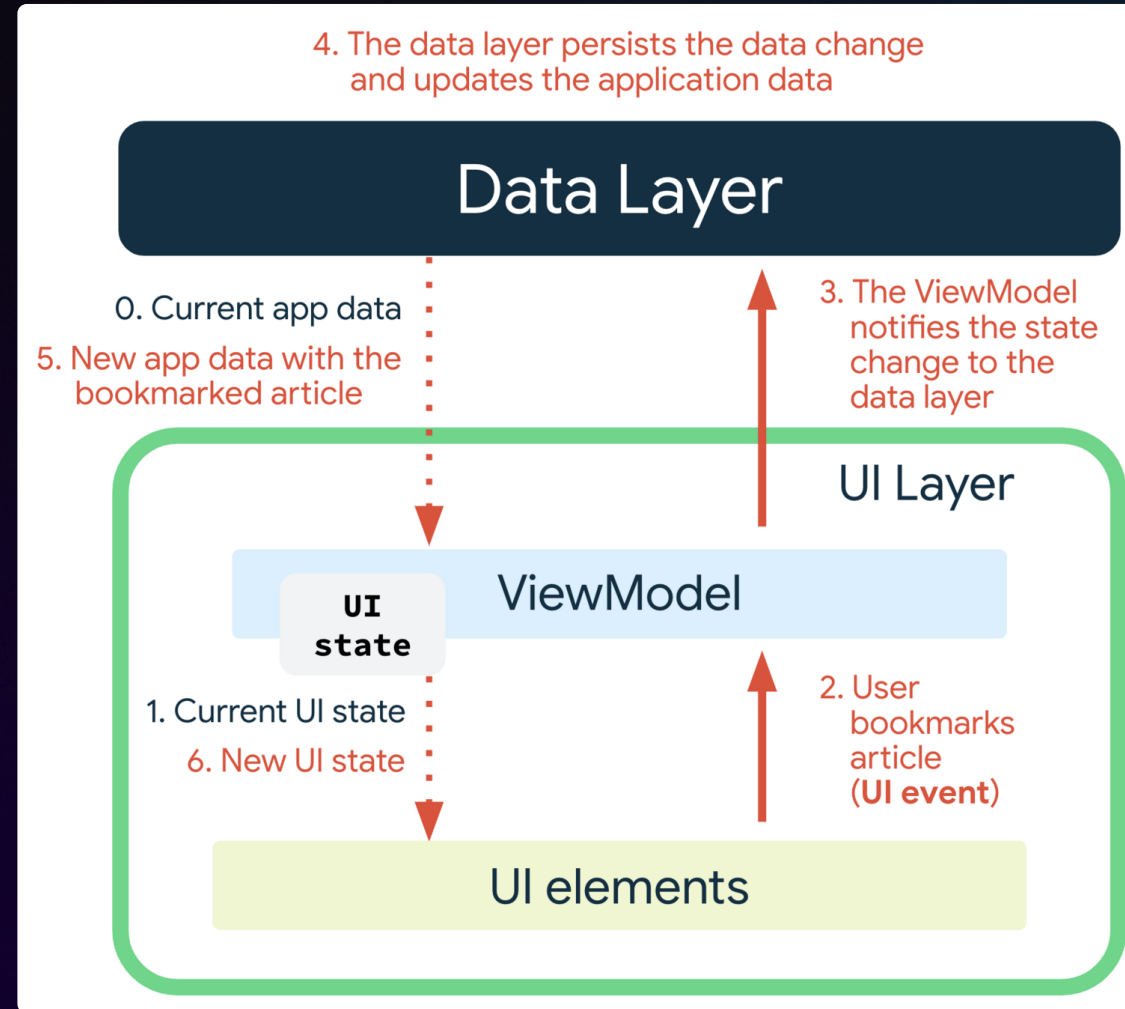 4. The data layer persists the data change
and updates the application data
Data Layer
0. Current app data
5. New app data with the
bookmarked article
3. The ViewModel
notifies the state
change to the
data layer
UI Layer
ViewModel
UI
state
1. Current UI state
6. New UI state
2. User
bookmarks
article
(UI event)
UI elements